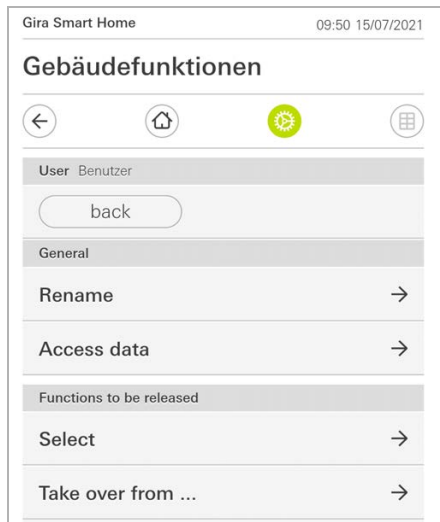 Gira Smart Home 09:50 15/07/2021
Gebäudefunktionen
User Benutzer
back
General
Rename
Access data
Functions to be released
Select
Take over from ...